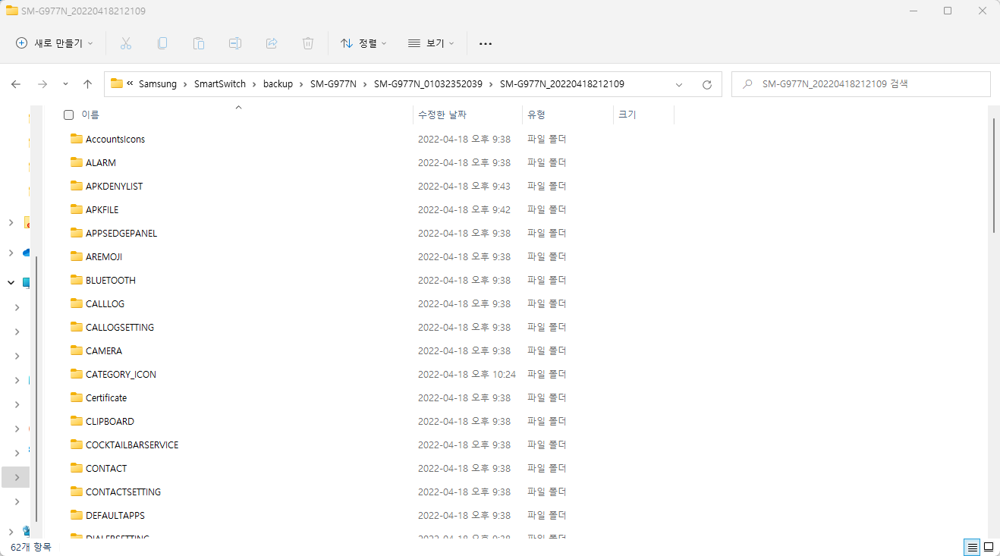 SM-G977N_20220418212109
새로 만들기 정렬 보기 ...
« Samsung > SmartSwitch > backup > SM-G977N > SM-G977N_01032352039 > SM-G977N_20220418212109 SM-G977N_20220418212109 검색
이름 수정한 날짜 유형 크기
AccountsIcons 2022-04-18 오후 9:38 파일 폴더
ALARM 2022-04-18 오후 9:38 파일 폴더
APKDENYLIST 2022-04-18 오후 9:43 파일 폴더
APKFILE 2022-04-18 오후 9:42 파일 폴더
APPSEDGEPANEL 2022-04-18 오후 9:38 파일 폴더
AREMOJI 2022-04-18 오후 9:38 파일 폴더
BLUETOOTH 2022-04-18 오후 9:38 파일 폴더
CALLLOG 2022-04-18 오후 9:38 파일 폴더
CALLOGSETTING 2022-04-18 오후 9:38 파일 폴더
CAMERA 2022-04-18 오후 9:38 파일 폴더
CATEGORY_ICON 2022-04-18 오후 10:24 파일 폴더
Certificate 2022-04-18 오후 9:38 파일 폴더
CLIPBOARD 2022-04-18 오후 9:38 파일 폴더
COCKTAILBARSERVICE 2022-04-18 오후 9:38 파일 폴더
CONTACT 2022-04-18 오후 9:38 파일 폴더
CONTACTSETTING 2022-04-18 오후 9:38 파일 폴더
DEFAULTAPPS 2022-04-18 오후 9:38 파일 폴더
DIALERSETTING 2022-04-18 오후 9:38 파일 폴더
62개 항목